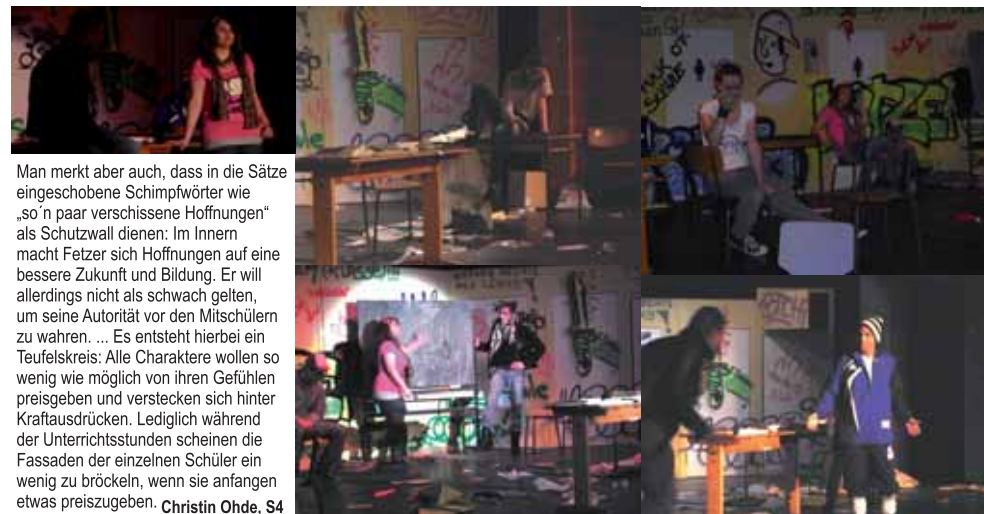 Man merkt aber auch, dass in die Sätze
eingeschobene Schimpfwörter wie
„so´n paar verschissene Hoffnungen“
als Schutzwall dienen: Im Innern
macht Fetzer sich Hoffnungen auf eine
bessere Zukunft und Bildung. Er will
allerdings nicht als schwach gelten,
um seine Autorität vor den Mitschülern
zu wahren. ... Es entsteht hierbei ein
Teufelskreis: Alle Charaktere wollen so
wenig wie möglich von ihren Gefühlen
preisgeben und verstecken sich hinter
Kraftausdrücken. Lediglich während
der Unterrichtsstunden scheinen die
Fassaden der einzelnen Schüler ein
wenig zu bröckeln, wenn sie anfangen
etwas preiszugeben. Christin Ohde, S4